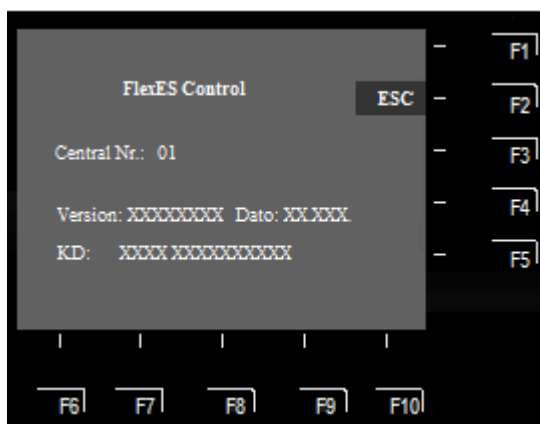 F1
FlexES Control
ESC
F2
Central Nr.: 01
F3
Version: XXXXXXXX Dato: XX.XXX.
F4
KD: XXXX XXXXXXXXXX
F5
F6 F7 F8 F9 F10